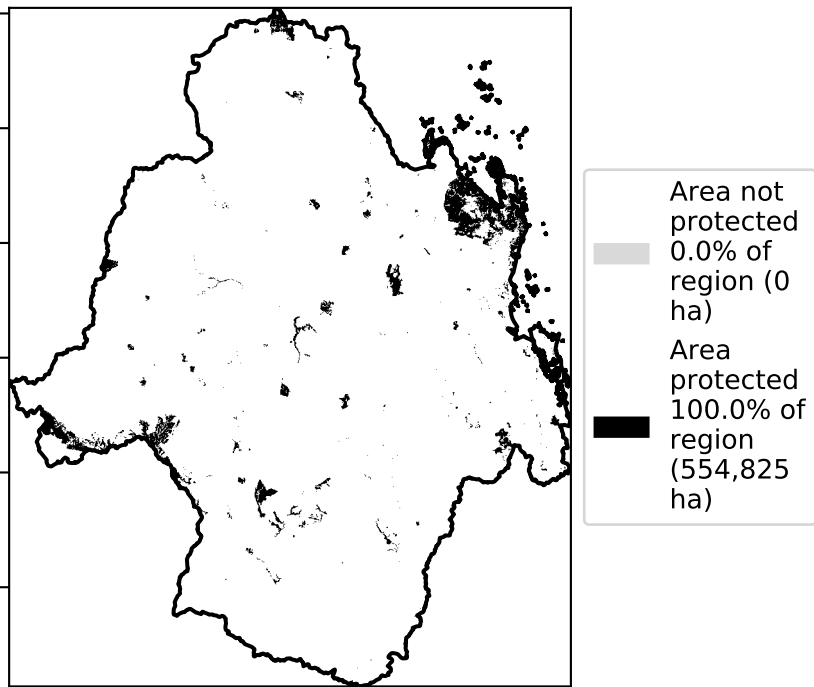 Area not
protected
0.0% of
region (0
ha)
Area
protected
100.0% of
region
(554,825
ha)